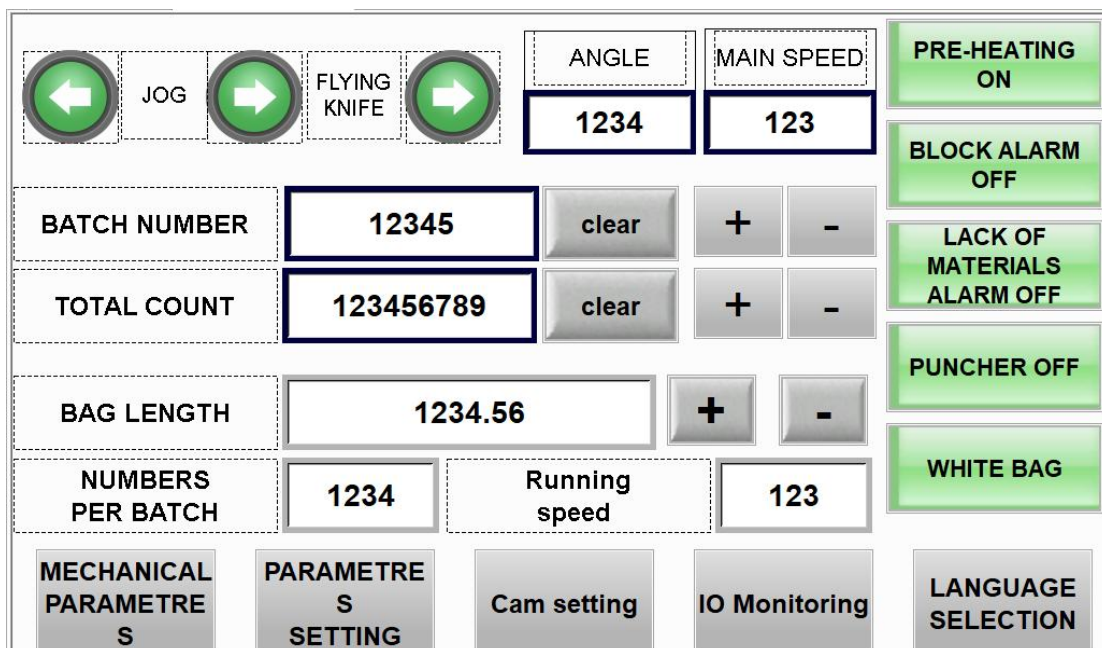 JOG
FLYING
KNIFE
ANGLE
MAIN SPEED
1234
123
PRE-HEATING
ON
BLOCK ALARM
OFF
BATCH NUMBER
12345
clear
+
-
LACK OF
MATERIALS
ALARM OFF
TOTAL COUNT
123456789
clear
+
-
PUNCHER OFF
BAG LENGTH
1234.56
+
-
WHITE BAG
NUMBERS
PER BATCH
1234
Running
speed
123
MECHANICAL
PARAMETRE
S
PARAMETRE
S
SETTING
Cam setting
IO Monitoring
LANGUAGE
SELECTION